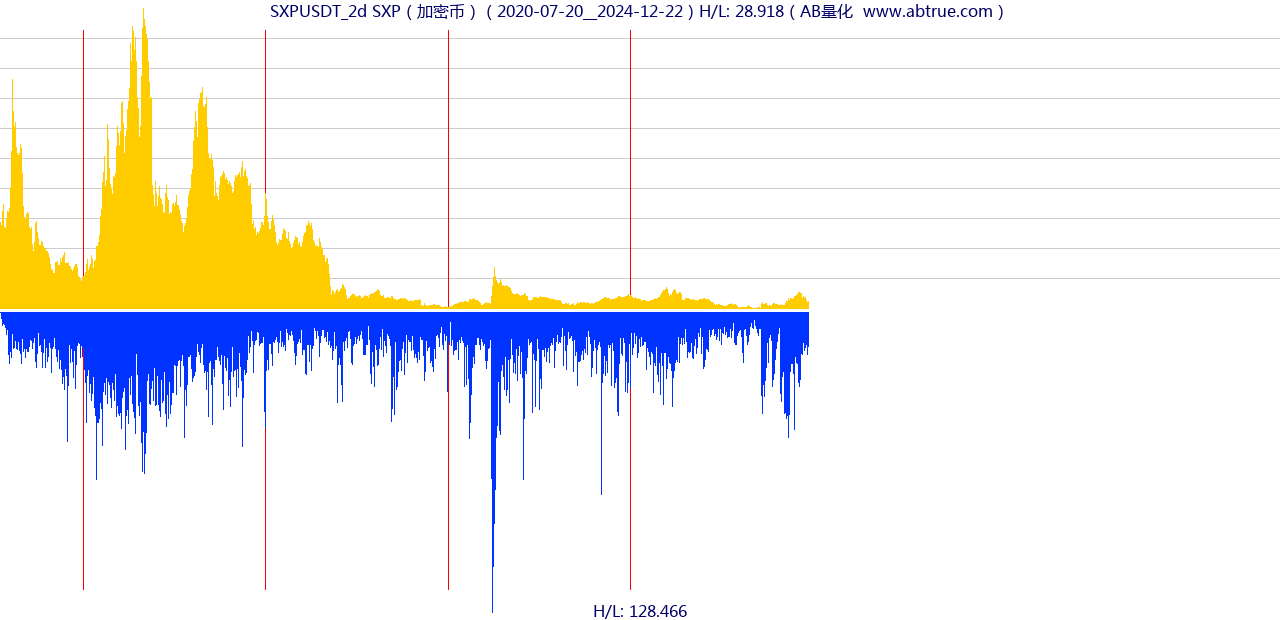 SXPUSDT_2d SXP ( 加密币 ) ( 2020-07-20__2024-12-22 ) H/L: 28.918 ( AB量化  www.abtrue.com )
H/L: 128.466